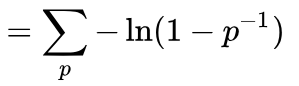 = ∑_p − ln(1 − p⁻¹)